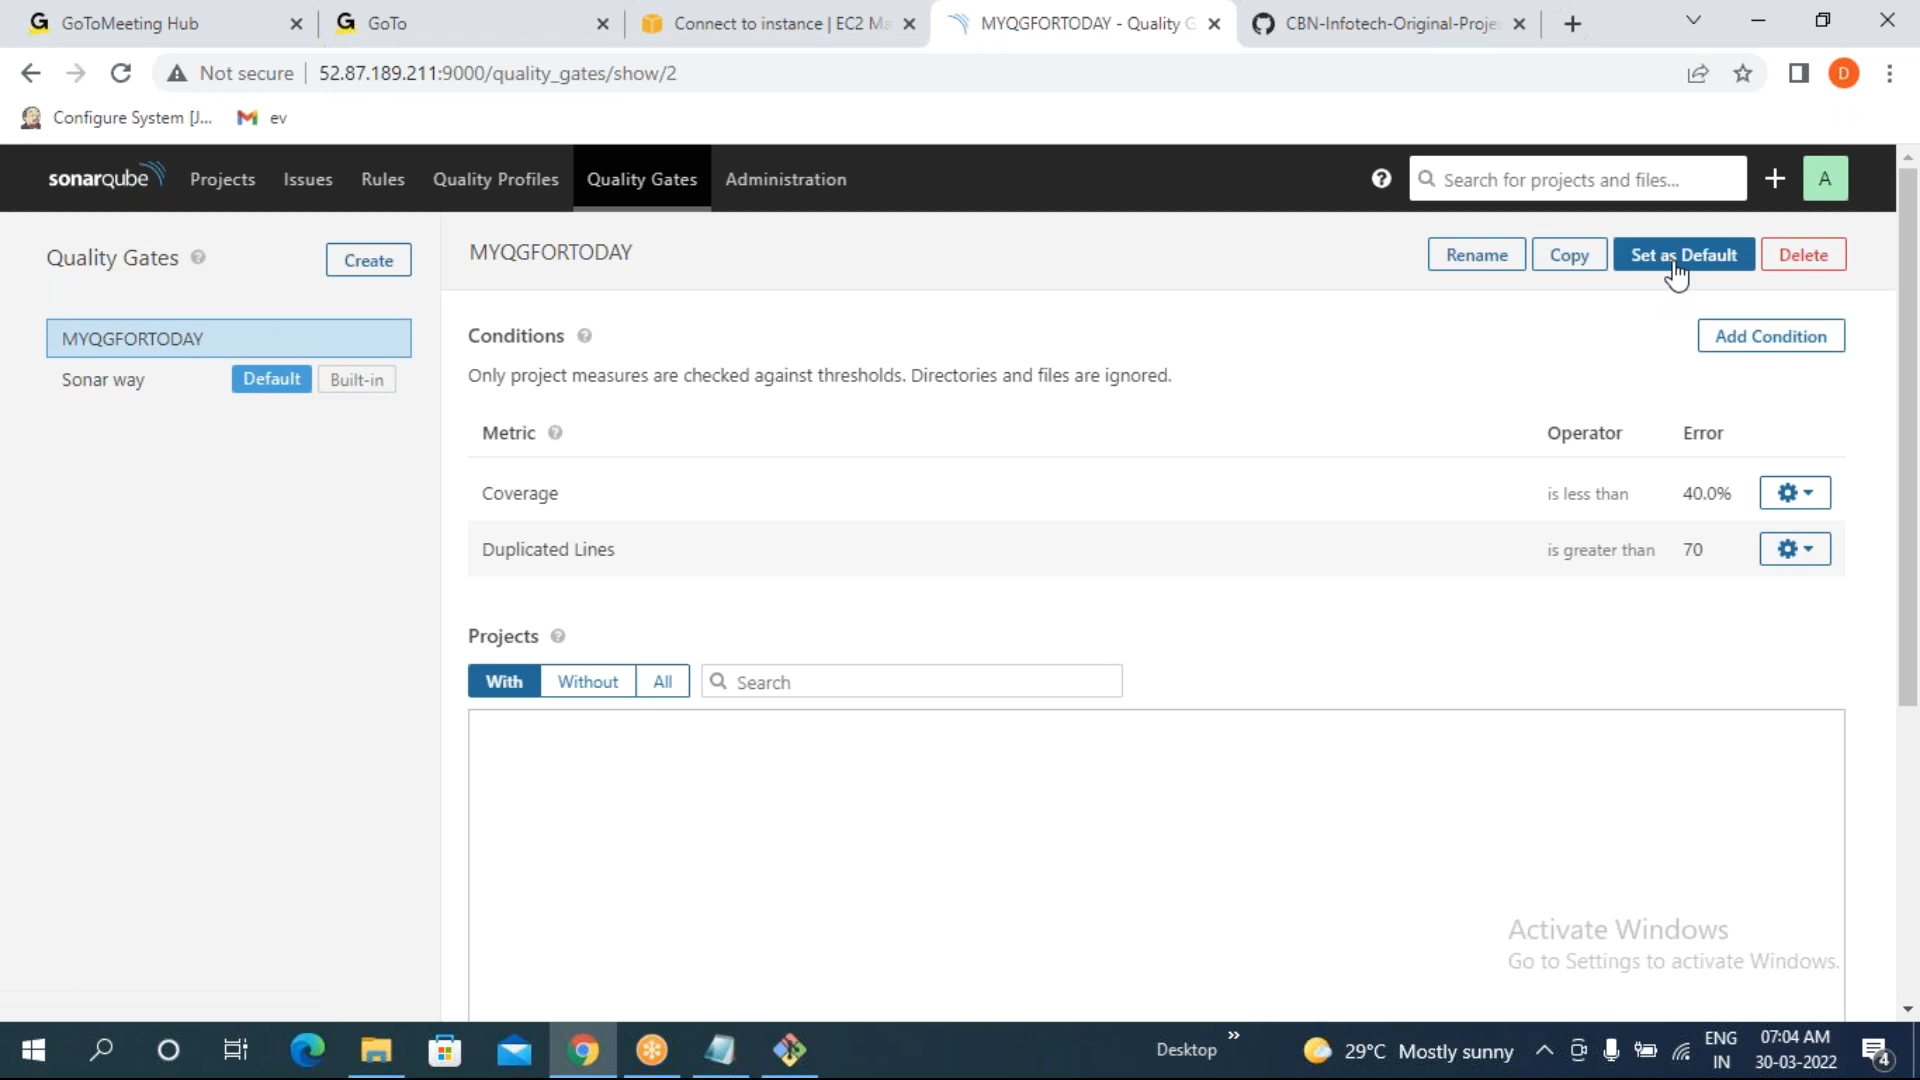 GoToMeeting Hub
GoTo
Connect to instance | EC2 Ma
MYQGFORTODAY - Quality G
CBN-Infotech-Original-Projec
Not secure
52.87.189.211:9000/quality_gates/show/2
D
Configure System [J...
ev
sonarqube
Projects
Issues
Rules
Quality Profiles
Quality Gates
Administration
Search for projects and files...
A
Quality Gates
Create
MYQGFORTODAY
Rename
Copy
Set as Default
Delete
MYQGFORTODAY
Sonar way
Default
Built-in
Conditions
Add Condition
Only project measures are checked against thresholds. Directories and files are ignored.
Metric
Operator
Error
Coverage
is less than
40.0%
Duplicated Lines
is greater than
70
Projects
With
Without
All
Search
Activate Windows
Go to Settings to activate Windows.
Desktop
29°C Mostly sunny
ENG
IN
07:04 AM
30-03-2022
4